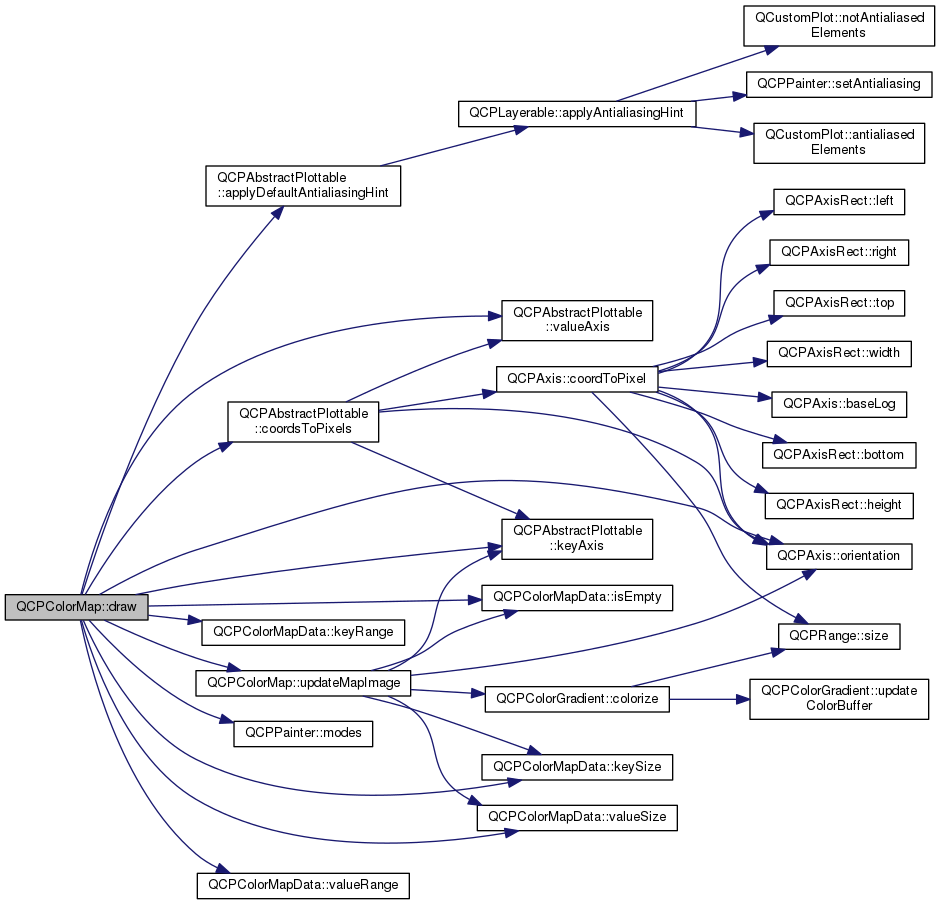 QCustomPlot::notAntialiased
Elements
QCPPainter::setAntialiasing
QCPLayerable::applyAntialiasingHint
QCustomPlot::antialiased
Elements
QCPAbstractPlottable
::applyDefaultAntialiasingHint
QCPAxisRect::left
QCPAxisRect::right
QCPAxisRect::top
QCPAbstractPlottable
::valueAxis
QCPAxisRect::width
QCPAxis::coordToPixel
QCPAxis::baseLog
QCPAbstractPlottable
::coordsToPixels
QCPAxisRect::bottom
QCPAxisRect::height
QCPAbstractPlottable
::keyAxis
QCPAxis::orientation
QCPColorMapData::isEmpty
QCPColorMap::draw
QCPColorMapData::keyRange
QCPRange::size
QCPColorMap::updateMapImage
QCPColorGradient::colorize
QCPColorGradient::update
ColorBuffer
QCPPainter::modes
QCPColorMapData::keySize
QCPColorMapData::valueSize
QCPColorMapData::valueRange